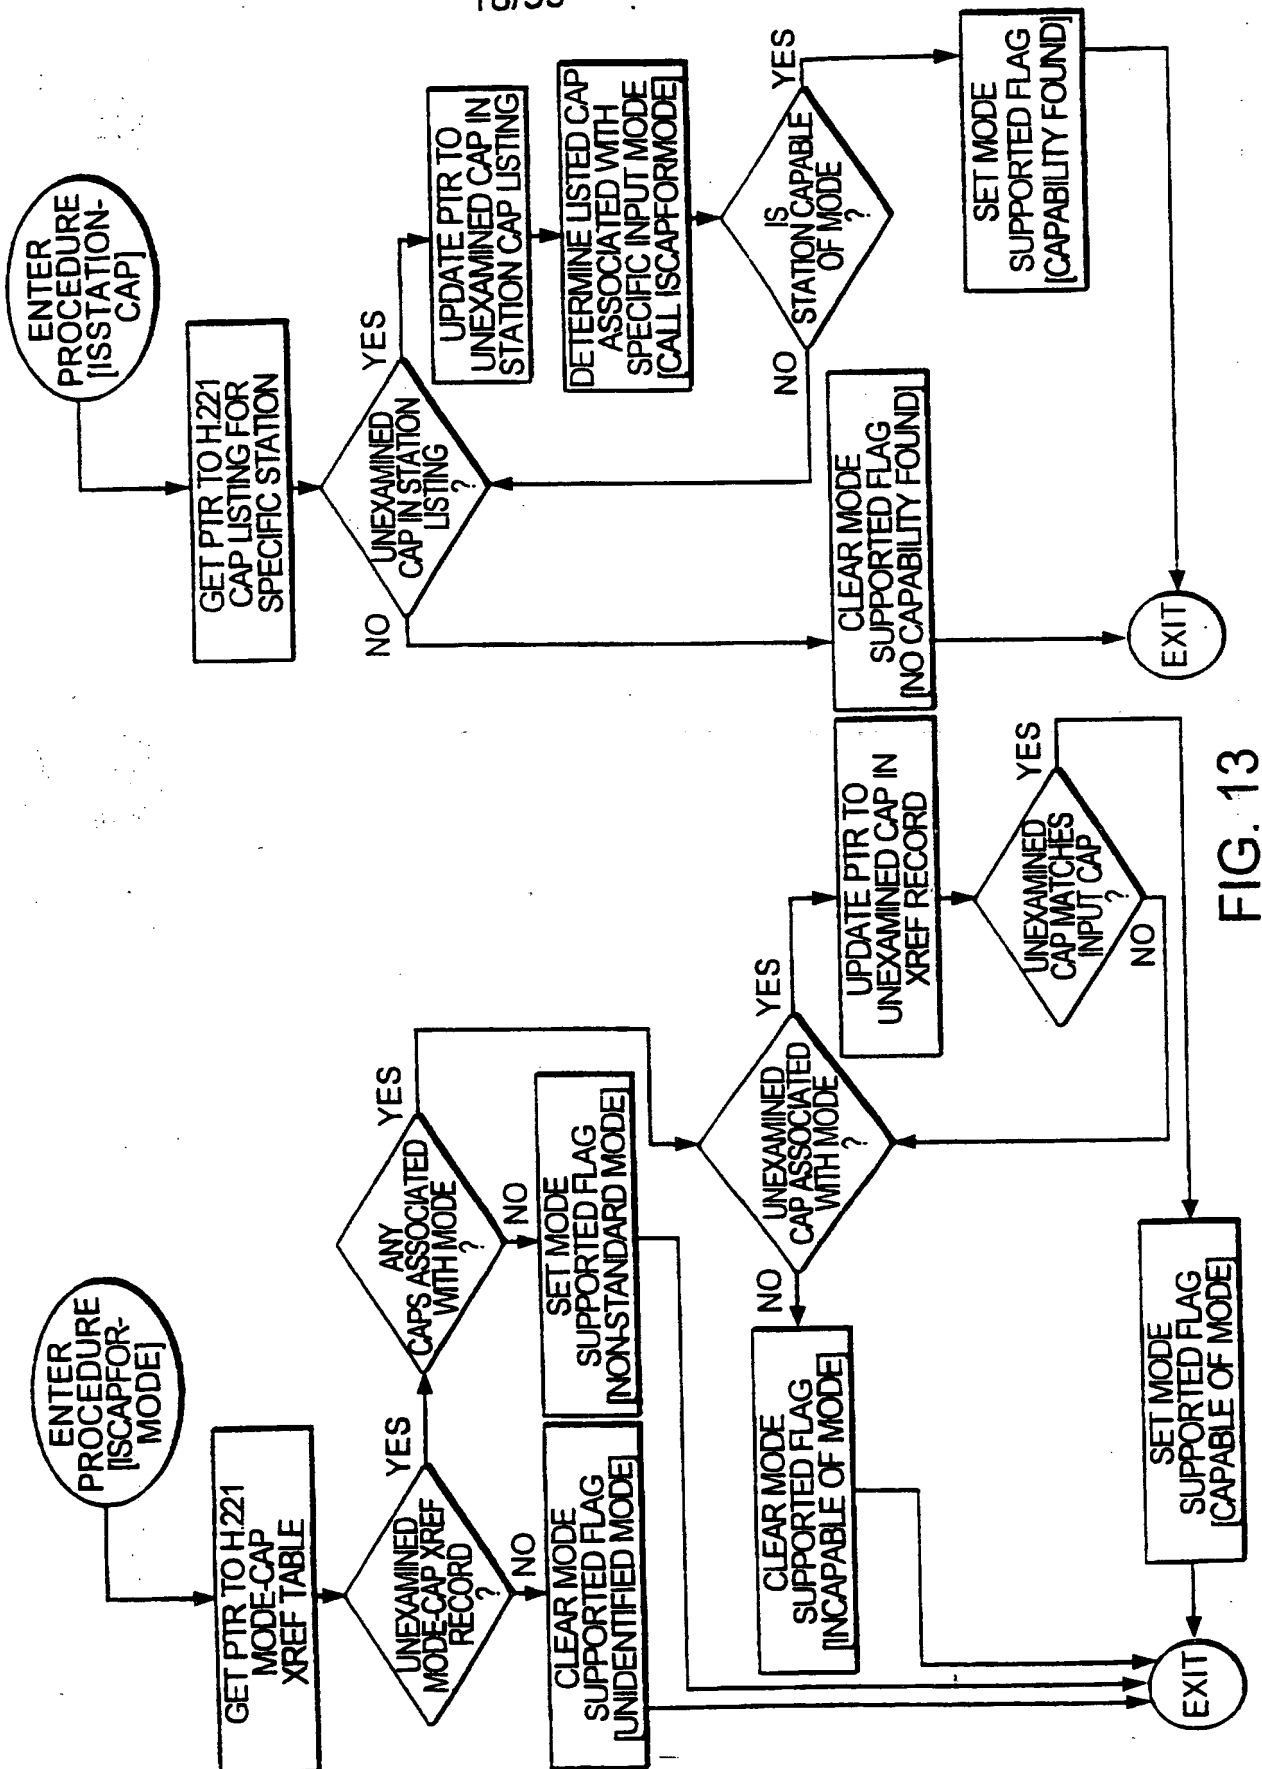 ENTER
PROCEDURE
[ISCAPFOR-
MODE]
GET PTR TO H.221
MODE-CAP
XREF TABLE
UNEXAMINED
MODE-CAP XREF
RECORD
?
YES
NO
CLEAR MODE
SUPPORTED FLAG
[UNIDENTIFIED MODE]
ANY
CAPS ASSOCIATED
WITH MODE
?
YES
NO
SET MODE
SUPPORTED FLAG
[NON-STANDARD MODE]
UNEXAMINED
CAP ASSOCIATED
WITH MODE
?
YES
NO
CLEAR MODE
SUPPORTED FLAG
[INCAPABLE OF MODE]
UPDATE PTR TO
UNEXAMINED CAP IN
XREF RECORD
UNEXAMINED
CAP MATCHES
INPUT CAP
?
YES
NO
SET MODE
SUPPORTED FLAG
[CAPABLE OF MODE]
EXIT
ENTER
PROCEDURE
[ISSTATION-
CAP]
GET PTR TO H.221
CAP LISTING FOR
SPECIFIC STATION
UNEXAMINED
CAP IN STATION
LISTING
?
YES
NO
UPDATE PTR TO
UNEXAMINED CAP IN
STATION CAP LISTING
DETERMINE LISTED CAP
ASSOCIATED WITH
SPECIFIC INPUT MODE
[CALL ISCAPFORMODE]
IS
STATION CAPABLE
OF MODE
?
YES
NO
CLEAR MODE
SUPPORTED FLAG
[NO CAPABILITY FOUND]
SET MODE
SUPPORTED FLAG
[CAPABILITY FOUND]
EXIT
FIG. 13